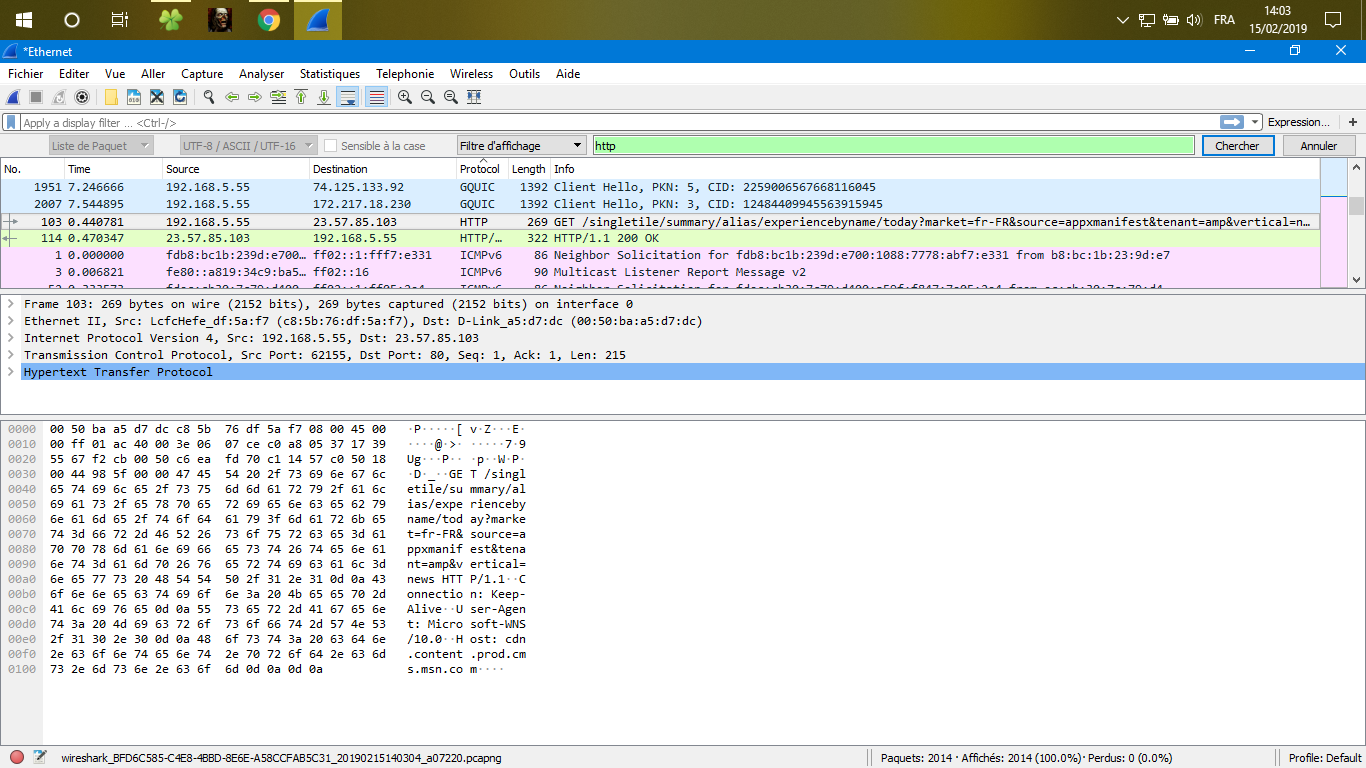 14:03
FRA
15/02/2019
*Ethernet
Fichier Editer Vue Aller Capture Analyser Statistiques Telephonie Wireless Outils Aide
Apply a display filter ... <Ctrl-/>
Expression... +
Liste de Paquet UTF-8 / ASCII / UTF-16 Sensible à la case Filtre d'affichage http Chercher Annuler
No. Time Source Destination Protocol Length Info
1951 7.246666 192.168.5.55 74.125.133.92 GQUIC 1392 Client Hello, PKN: 5, CID: 2259006567668116045
2007 7.544895 192.168.5.55 172.217.18.230 GQUIC 1392 Client Hello, PKN: 3, CID: 12484409945563915945
103 0.440781 192.168.5.55 23.57.85.103 HTTP 269 GET /singletile/summary/alias/experiencebyname/today?market=fr-FR&source=appxmanifest&tenant=amp&vertical=n…
114 0.470347 23.57.85.103 192.168.5.55 HTTP/… 322 HTTP/1.1 200 OK
1 0.000000 fdb8:bc1b:239d:e700… ff02::1:fff7:e331 ICMPv6 86 Neighbor Solicitation for fdb8:bc1b:239d:e700:1088:7778:abf7:e331 from b8:bc:1b:23:9d:e7
3 0.006821 fe80::a819:34c9:ba5… ff02::16 ICMPv6 90 Multicast Listener Report Message v2
Frame 103: 269 bytes on wire (2152 bits), 269 bytes captured (2152 bits) on interface 0
Ethernet II, Src: LcfcHefe_df:5a:f7 (c8:5b:76:df:5a:f7), Dst: D-Link_a5:d7:dc (00:50:ba:a5:d7:dc)
Internet Protocol Version 4, Src: 192.168.5.55, Dst: 23.57.85.103
Transmission Control Protocol, Src Port: 62155, Dst Port: 80, Seq: 1, Ack: 1, Len: 215
Hypertext Transfer Protocol
0000 00 50 ba a5 d7 dc c8 5b 76 df 5a f7 08 00 45 00 ·P·····[ v·Z···E·
0010 00 ff 01 ac 40 00 3e 06 07 ce c0 a8 05 37 17 39 ····@·>· ·····7·9
0020 55 67 f2 cb 00 50 c6 ea fd 70 c1 14 57 c0 50 18 Ug···P·· ·p··W·P·
0030 00 44 98 5f 00 00 47 45 54 20 2f 73 69 6e 67 6c ·D·_··GE T /singl
0040 65 74 69 6c 65 2f 73 75 6d 6d 61 72 79 2f 61 6c etile/su mmary/al
0050 69 61 73 2f 65 78 70 65 72 69 65 6e 63 65 62 79 ias/expe rienceby
0060 6e 61 6d 65 2f 74 6f 64 61 79 3f 6d 61 72 6b 65 name/tod ay?marke
0070 74 3d 66 72 2d 46 52 26 73 6f 75 72 63 65 3d 61 t=fr-FR& source=a
0080 70 70 78 6d 61 6e 69 66 65 73 74 26 74 65 6e 61 ppxmanif est&tena
0090 6e 74 3d 61 6d 70 26 76 65 72 74 69 63 61 6c 3d nt=amp&v ertical=
00a0 6e 65 77 73 20 48 54 54 50 2f 31 2e 31 0d 0a 43 news HTT P/1.1··C
00b0 6f 6e 6e 65 63 74 69 6f 6e 3a 20 4b 65 65 70 2d onnectio n: Keep-
00c0 41 6c 69 76 65 0d 0a 55 73 65 72 2d 41 67 65 6e Alive··U ser-Agen
00d0 74 3a 20 4d 69 63 72 6f 73 6f 66 74 2d 57 4e 53 t: Micro soft-WNS
00e0 2f 31 30 2e 30 0d 0a 48 6f 73 74 3a 20 63 64 6e /10.0··H ost: cdn
00f0 2e 63 6f 6e 74 65 6e 74 2e 70 72 6f 64 2e 63 6d .content .prod.cm
0100 73 2e 6d 73 6e 2e 63 6f 6d 0d 0a 0d 0a s.msn.co m····
wireshark_BFD6C585-C4E8-4BBD-8E6E-A58CCFAB5C31_20190215140304_a07220.pcapng
Paquets: 2014 · Affichés: 2014 (100.0%) · Perdus: 0 (0.0%)
Profile: Default